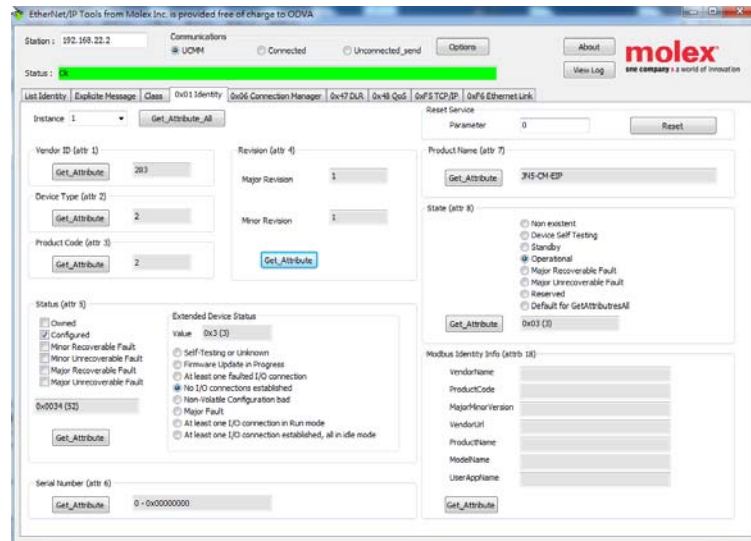 EtherNet/IP Tools from Molex Inc. is provided free of charge to ODVA
Station : 192.168.22.2
Communications
UCMM Connected Unconnected_send
Options
About
View Log
molex
one company › a world of innovation
Status : Ok
List Identity Explicite Message Class 0x01 Identity 0x06 Connection Manager 0x47 DLR 0x48 QoS 0xF5 TCP/IP 0xF6 Ethernet Link
Instance 1 Get_Attribute_All
Reset Service
Parameter 0 Reset
Vendor ID (attr 1)
Get_Attribute 283
Device Type (attr 2)
Get_Attribute 2
Product Code (attr 3)
Get_Attribute 2
Revision (attr 4)
Major Revision 1
Minor Revision 1
Get_Attribute
Product Name (attr 7)
Get_Attribute JNS-CM-EIP
State (attr 8)
Non existent
Device Self Testing
Standby
Operational
Major Recoverable Fault
Major Unrecoverable Fault
Reserved
Default for GetAttributresAll
Get_Attribute 0x03 (3)
Status (attr 5)
Owned
Configured
Minor Recoverable Fault
Minor Unrecoverable Fault
Major Recoverable Fault
Major Unrecoverable Fault
0x0034 (52)
Get_Attribute
Extended Device Status
Value 0x3 (3)
Self-Testing or Unknown
Firmware Update in Progress
At least one faulted I/O connection
No I/O connections established
Non-Volatile Configuration bad
Major Fault
At least one I/O connection in Run mode
At least one I/O connection established, all in idle mode
Modbus Identity Info (attrb 18)
VendorName
ProductCode
MajorMinorVersion
VendorUrl
ProductName
ModelName
UserAppName
Get_Attribute
Serial Number (attr 6)
Get_Attribute 0 - 0x00000000